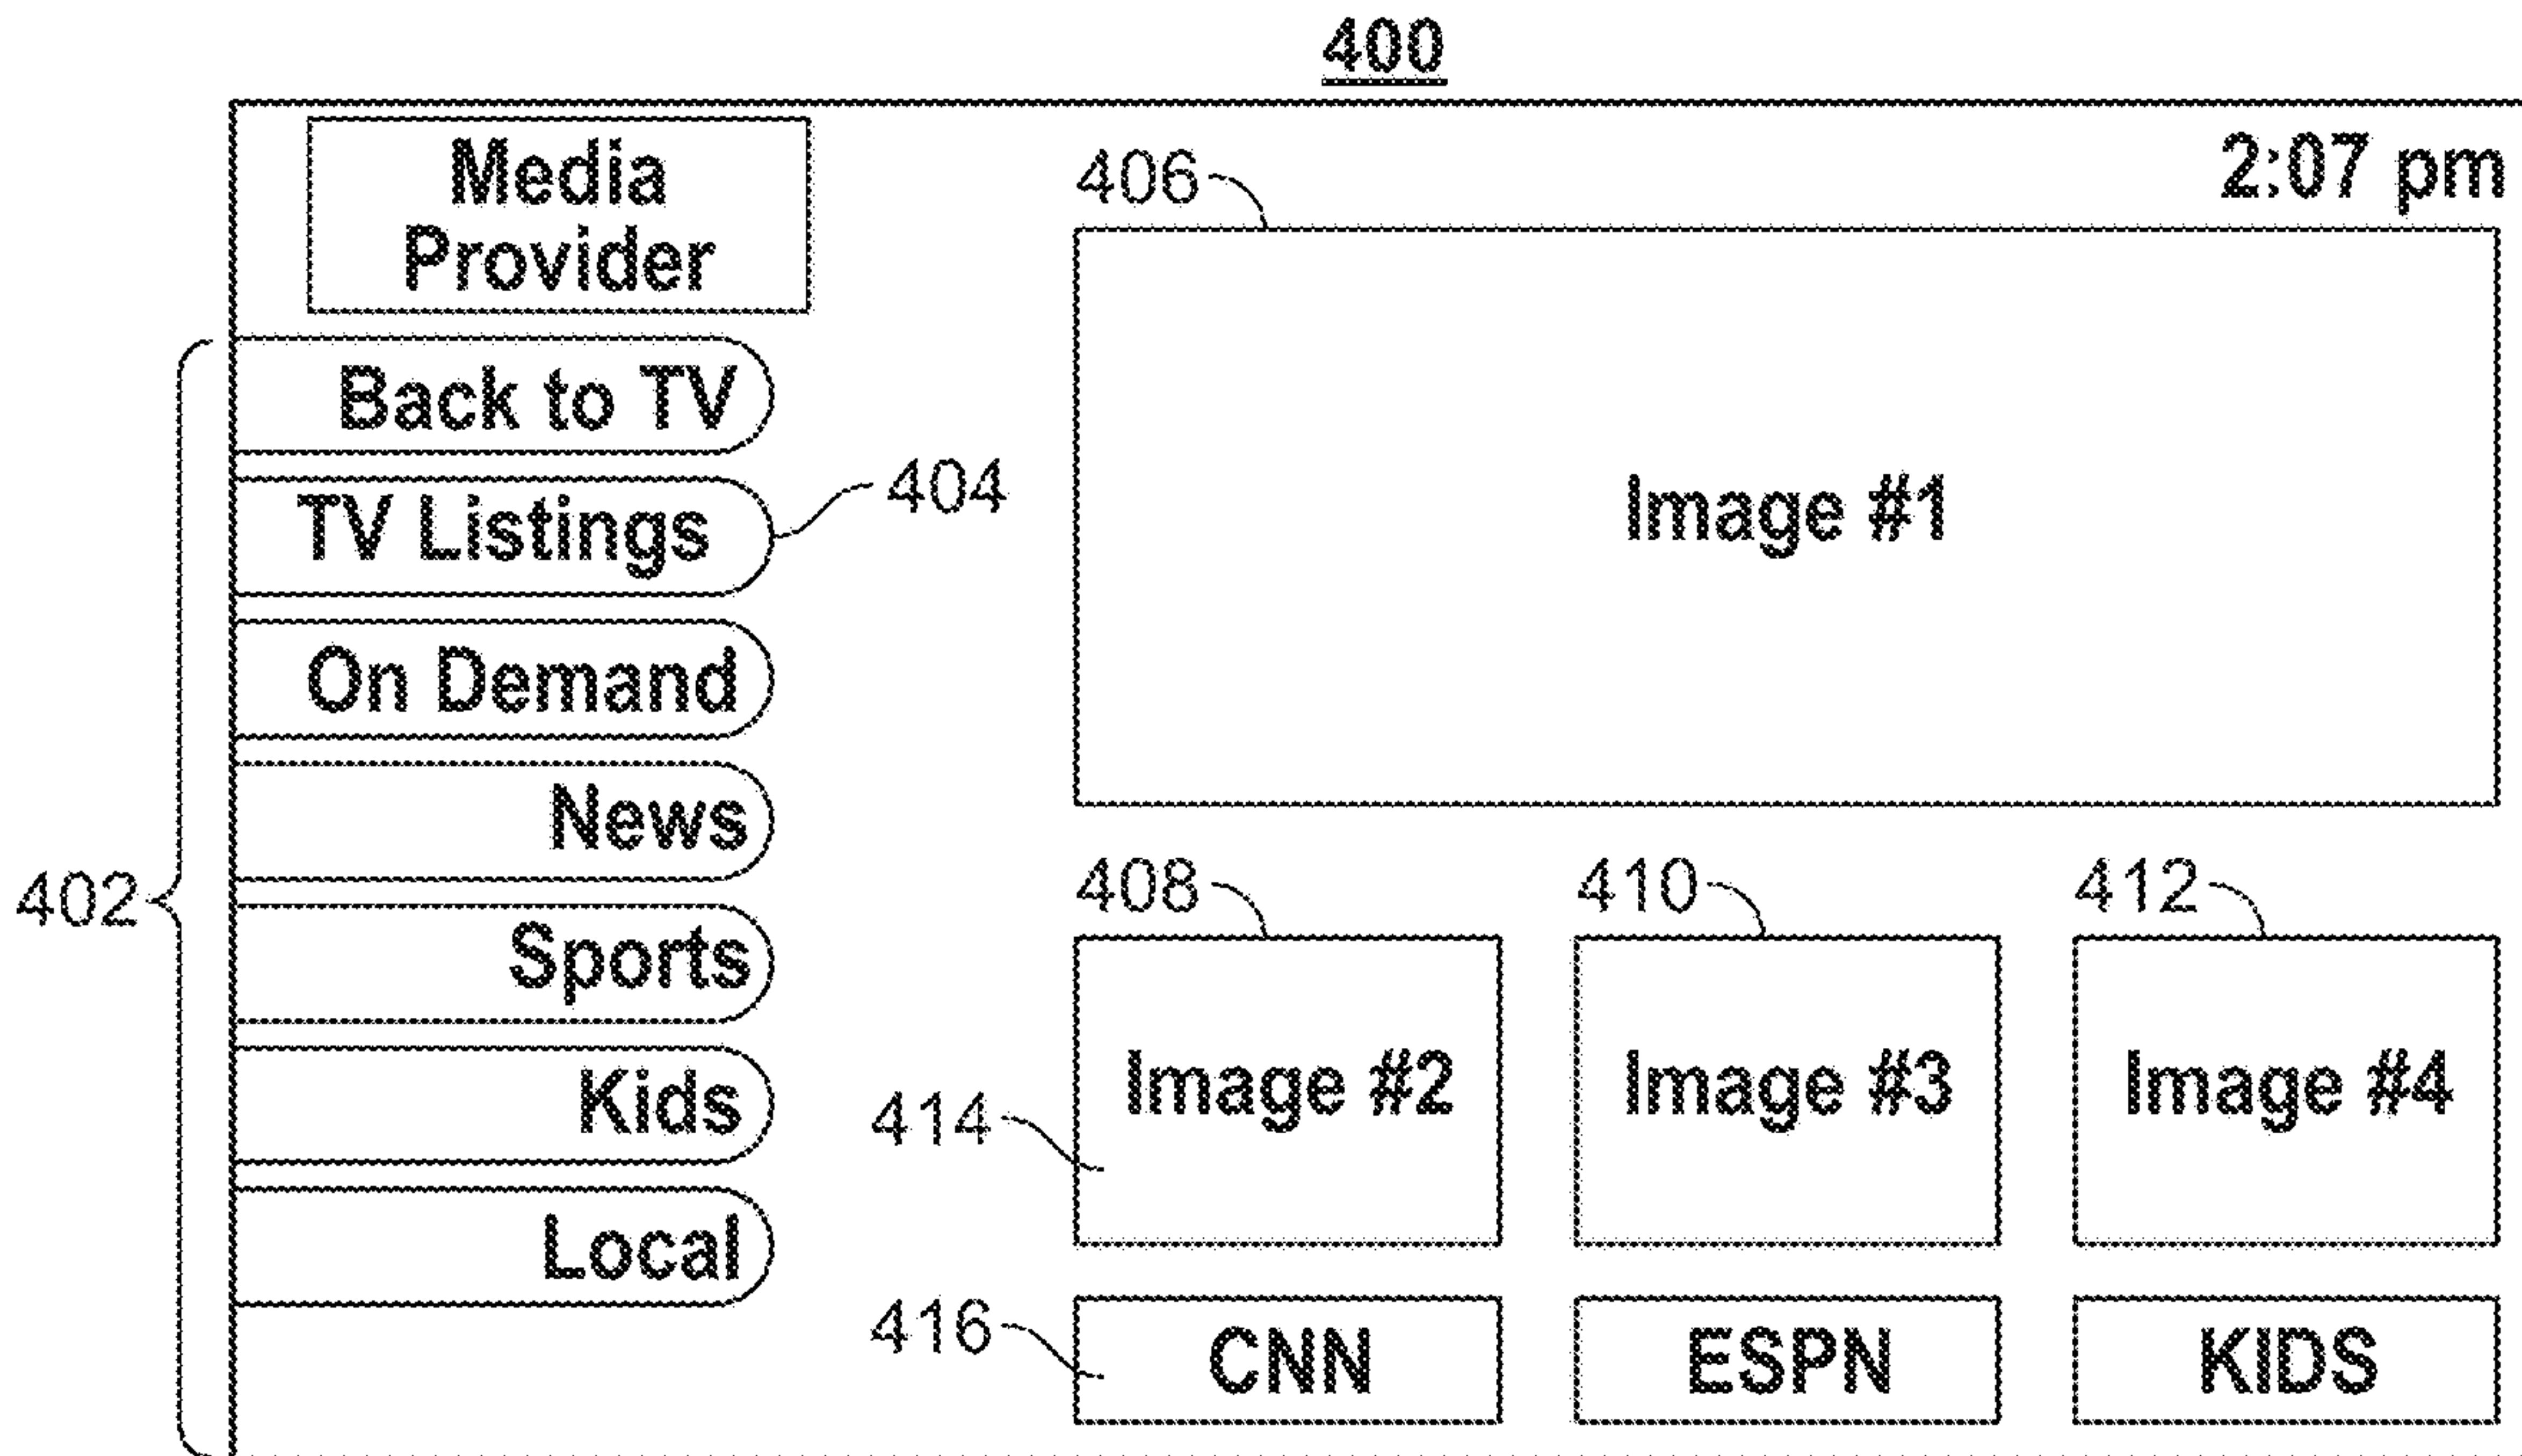 400
Media
Provider
2:07 pm
406
Back to TV
TV Listings
404
On Demand
News
Sports
Kids
Local
402
Image #1
408
410
412
Image #2
Image #3
Image #4
414
416
CNN
ESPN
KIDS